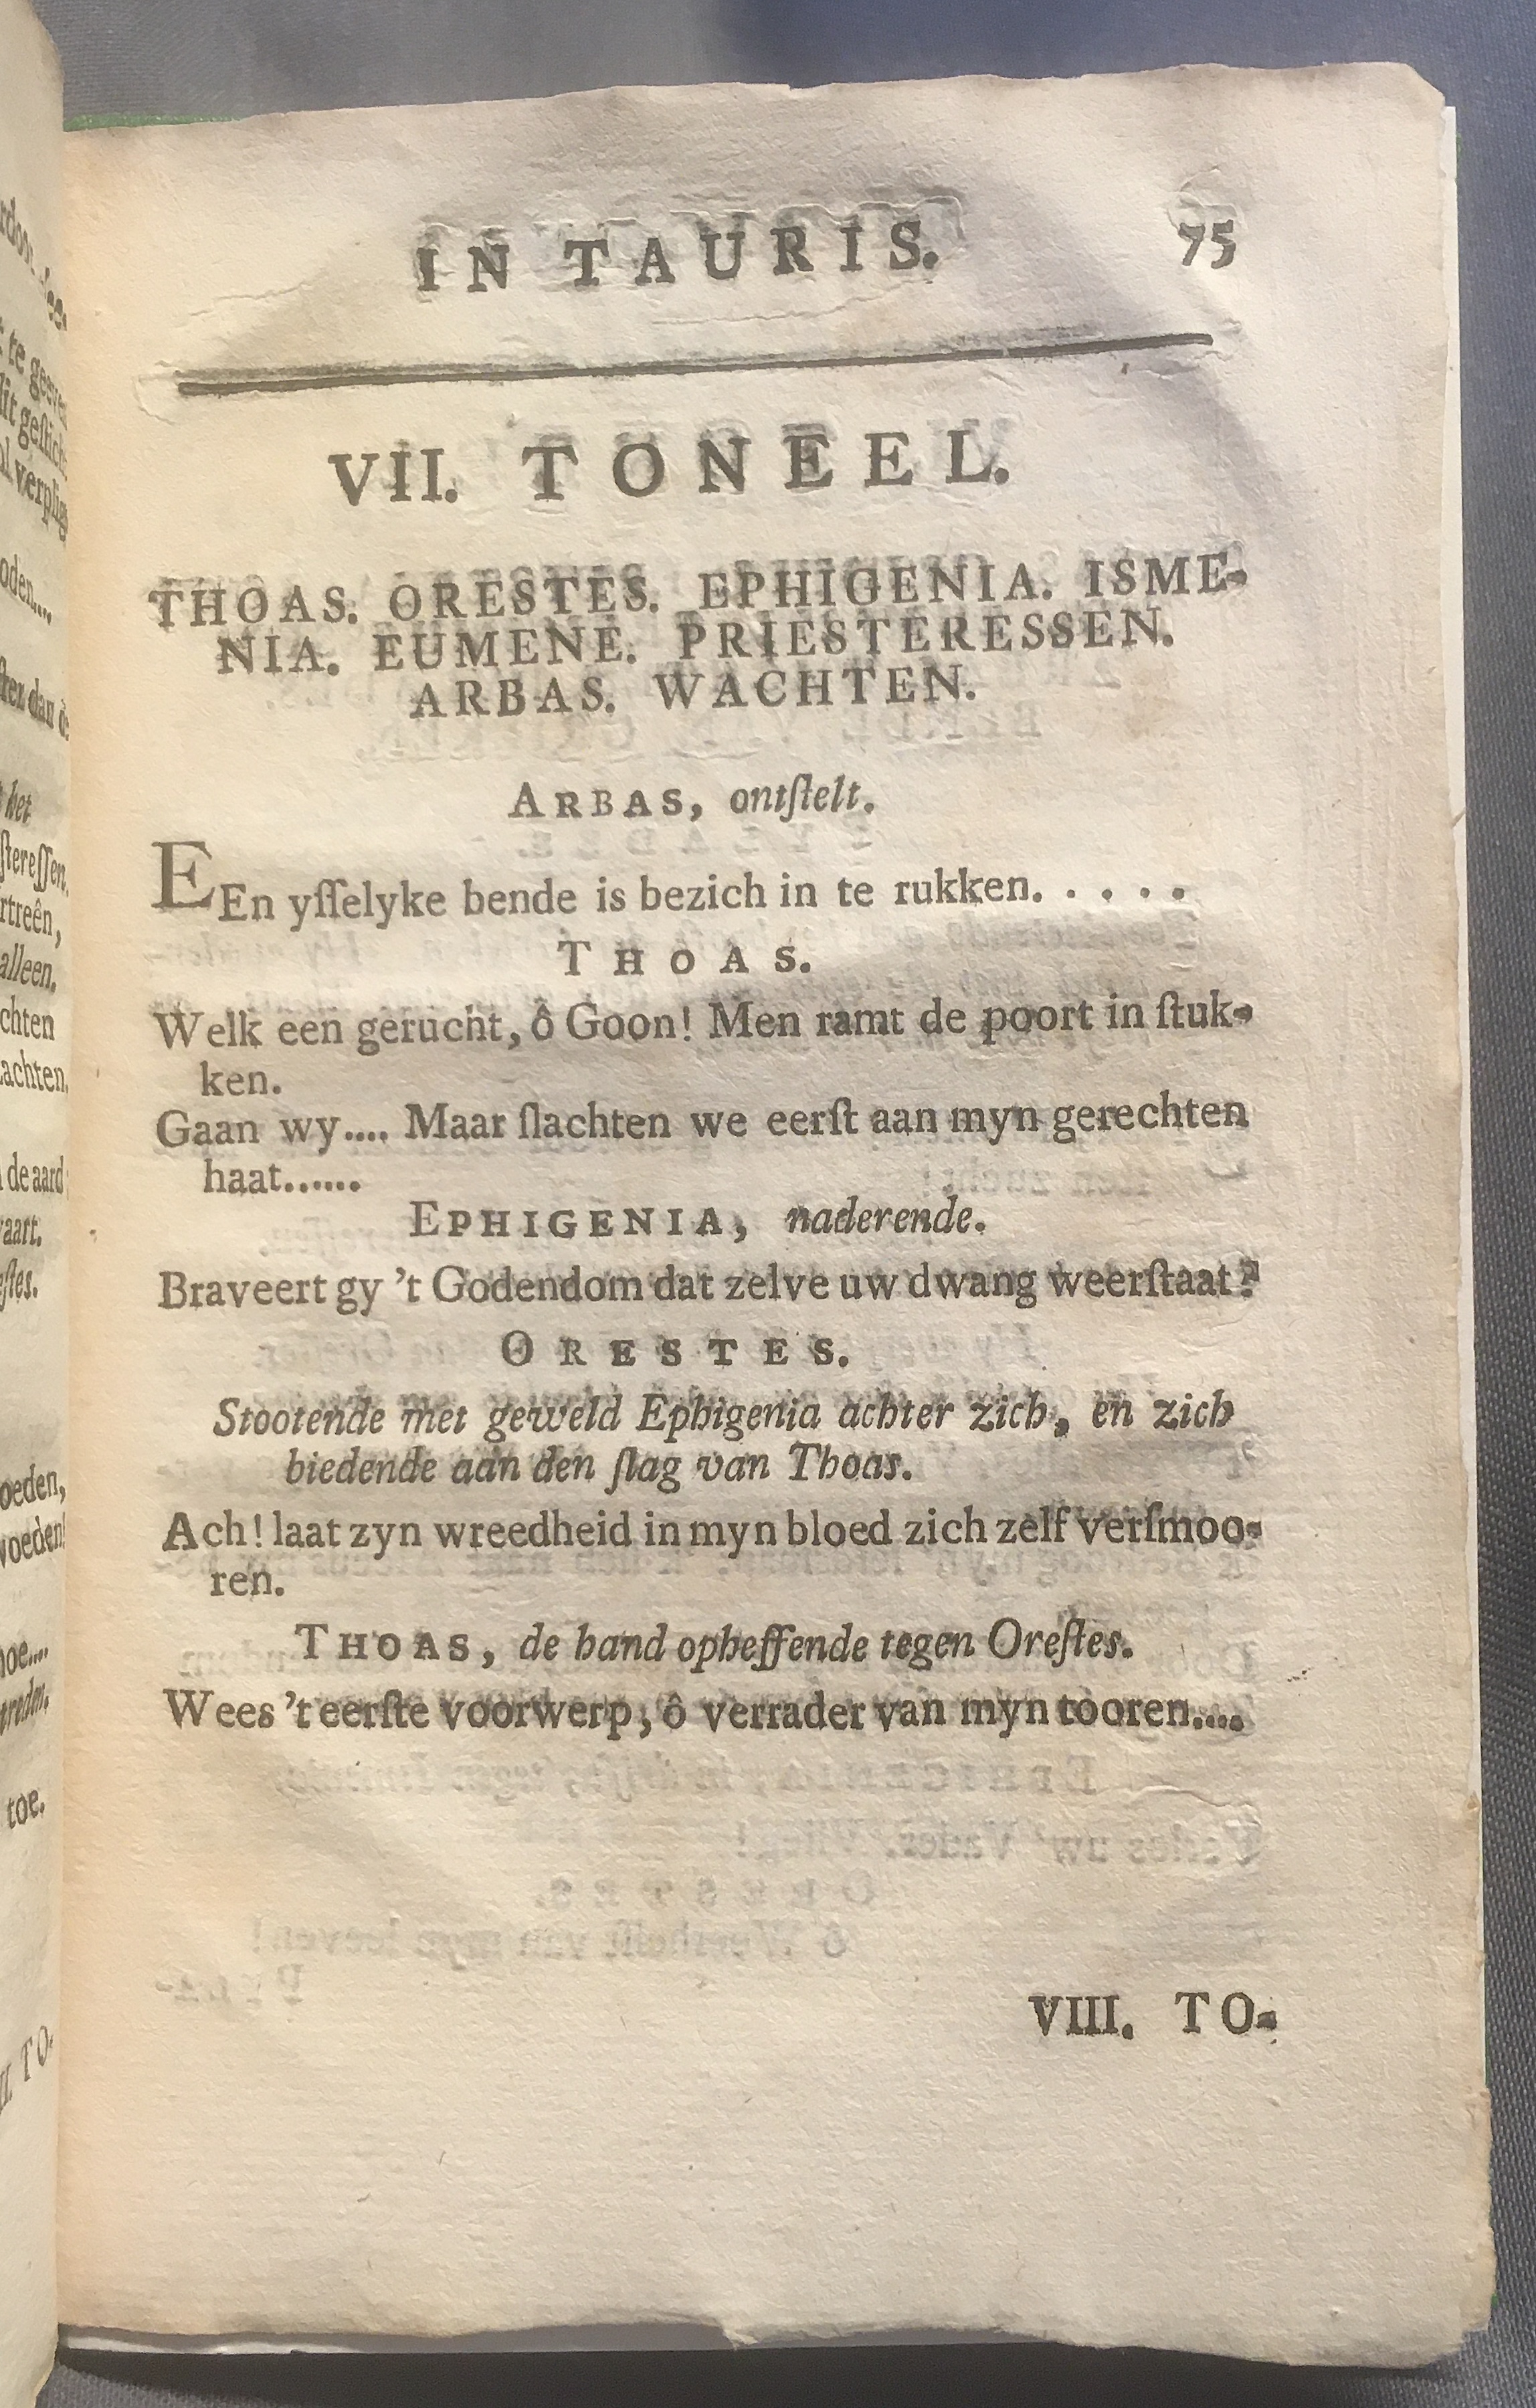 IN TAURIS. 75
VII. TONEEL.
THOAS. ORESTES. EPHIGENIA. ISME-
NIA. EUMENE. PRIESTERESSEN.
ARBAS. WACHTEN.
ARBAS, ontſtelt.
EEn yſſelyke bende is bezich in te rukken. . . . .
THOAS.
Welk een gerucht, ô Goon! Men ramt de poort in ſtuk-
ken.
Gaan wy.... Maar ſlachten we eerſt aan myn gerechten
haat......
EPHIGENIA, naderende.
Braveert gy 't Godendom dat zelve uw dwang weerſtaat?
ORESTES.
Stootende met geweld Ephigenia achter zich, en zich
biedende aan den ſlag van Thoas.
Ach! laat zyn wreedheid in myn bloed zich zelf verſmoo-
ren.
THOAS, de hand opheffende tegen Oreſtes.
Wees 't eerſte voorwerp, ô verrader van myn tooren....
VIII. TO-